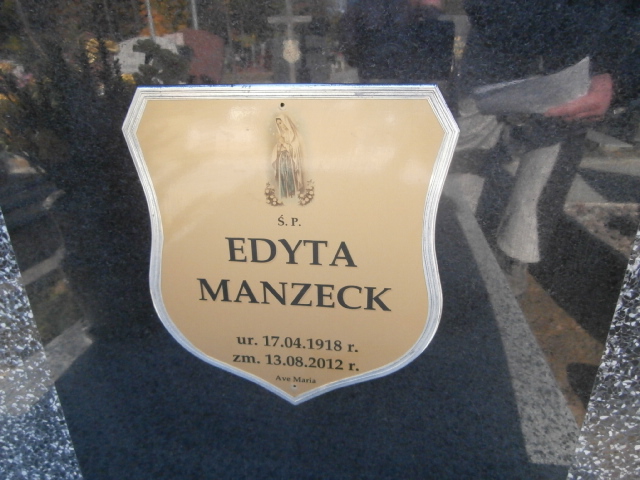 Ś. P.
EDYTA
MANZECK
ur. 17.04.1918 r.
zm. 13.08.2012 r.
Ave Maria